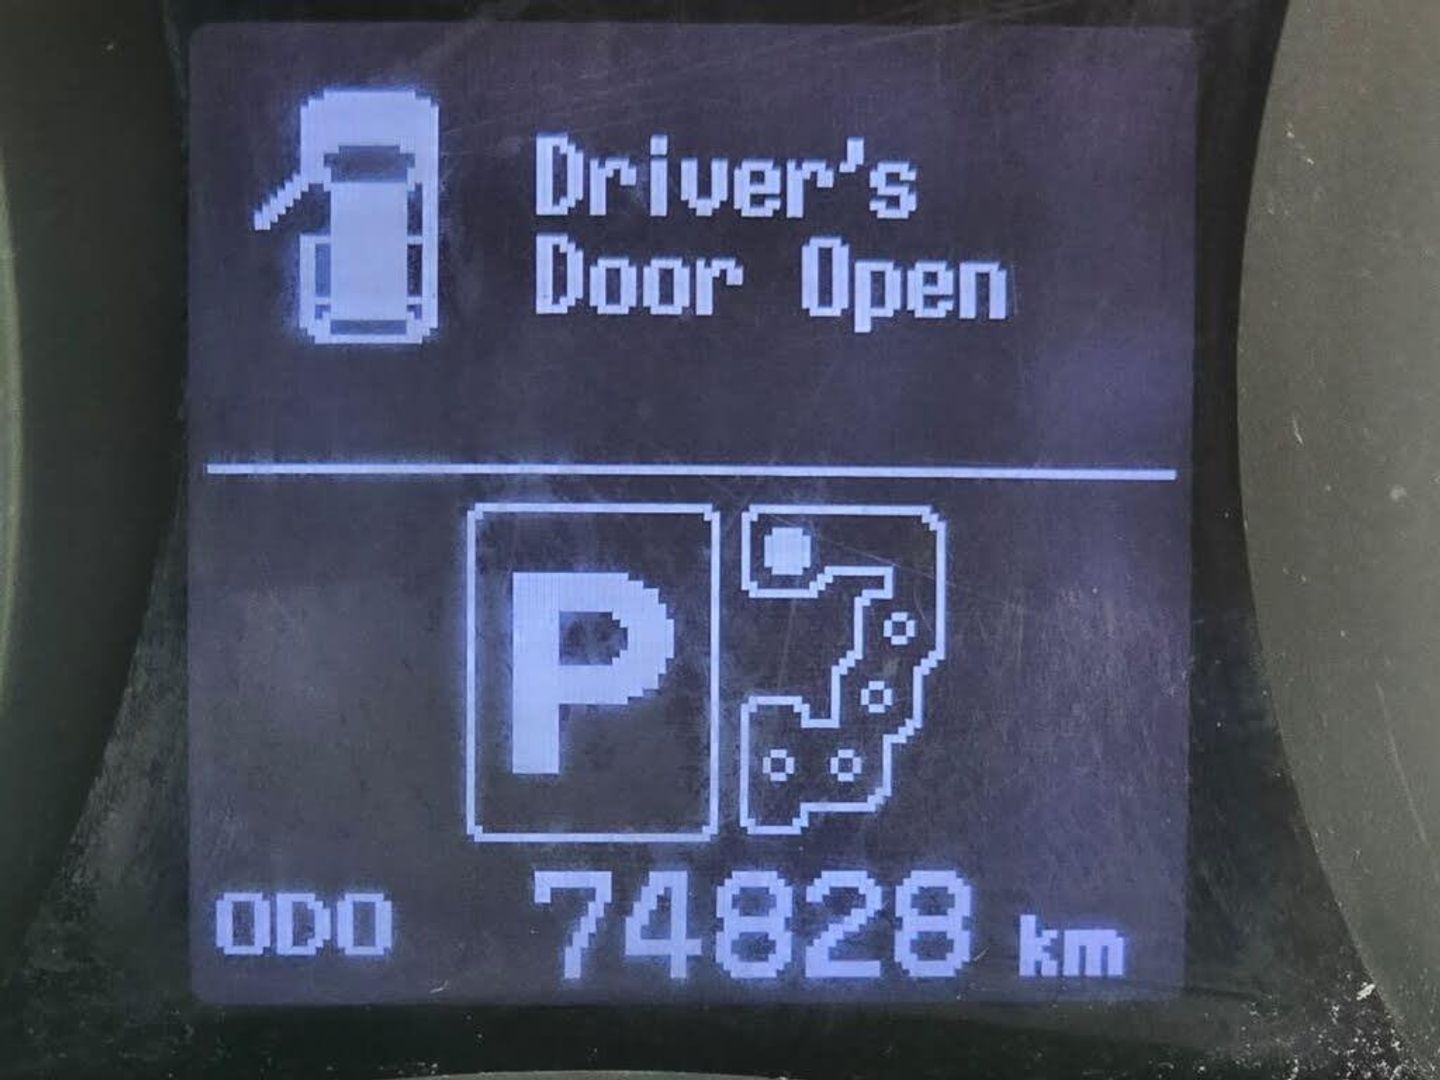 Driver's
Door Open
P
ODO 74828 km